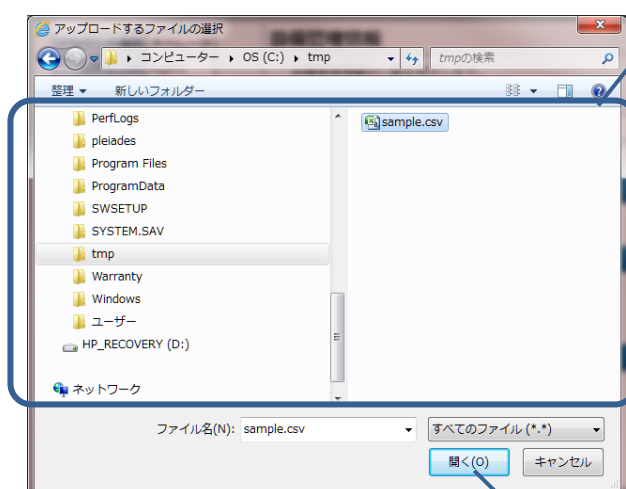 アップロードするファイルの選択
コンピューター ▸ OS (C:) ▸ tmp
tmpの検索
整理 新しいフォルダー
PerfLogs
pleiades
Program Files
ProgramData
SWSETUP
SYSTEM.SAV
tmp
Warranty
Windows
ユーザー
HP_RECOVERY (D:)
ネットワーク
sample.csv
ファイル名(N): sample.csv
すべてのファイル (*.*)
開く(O) キャンセル